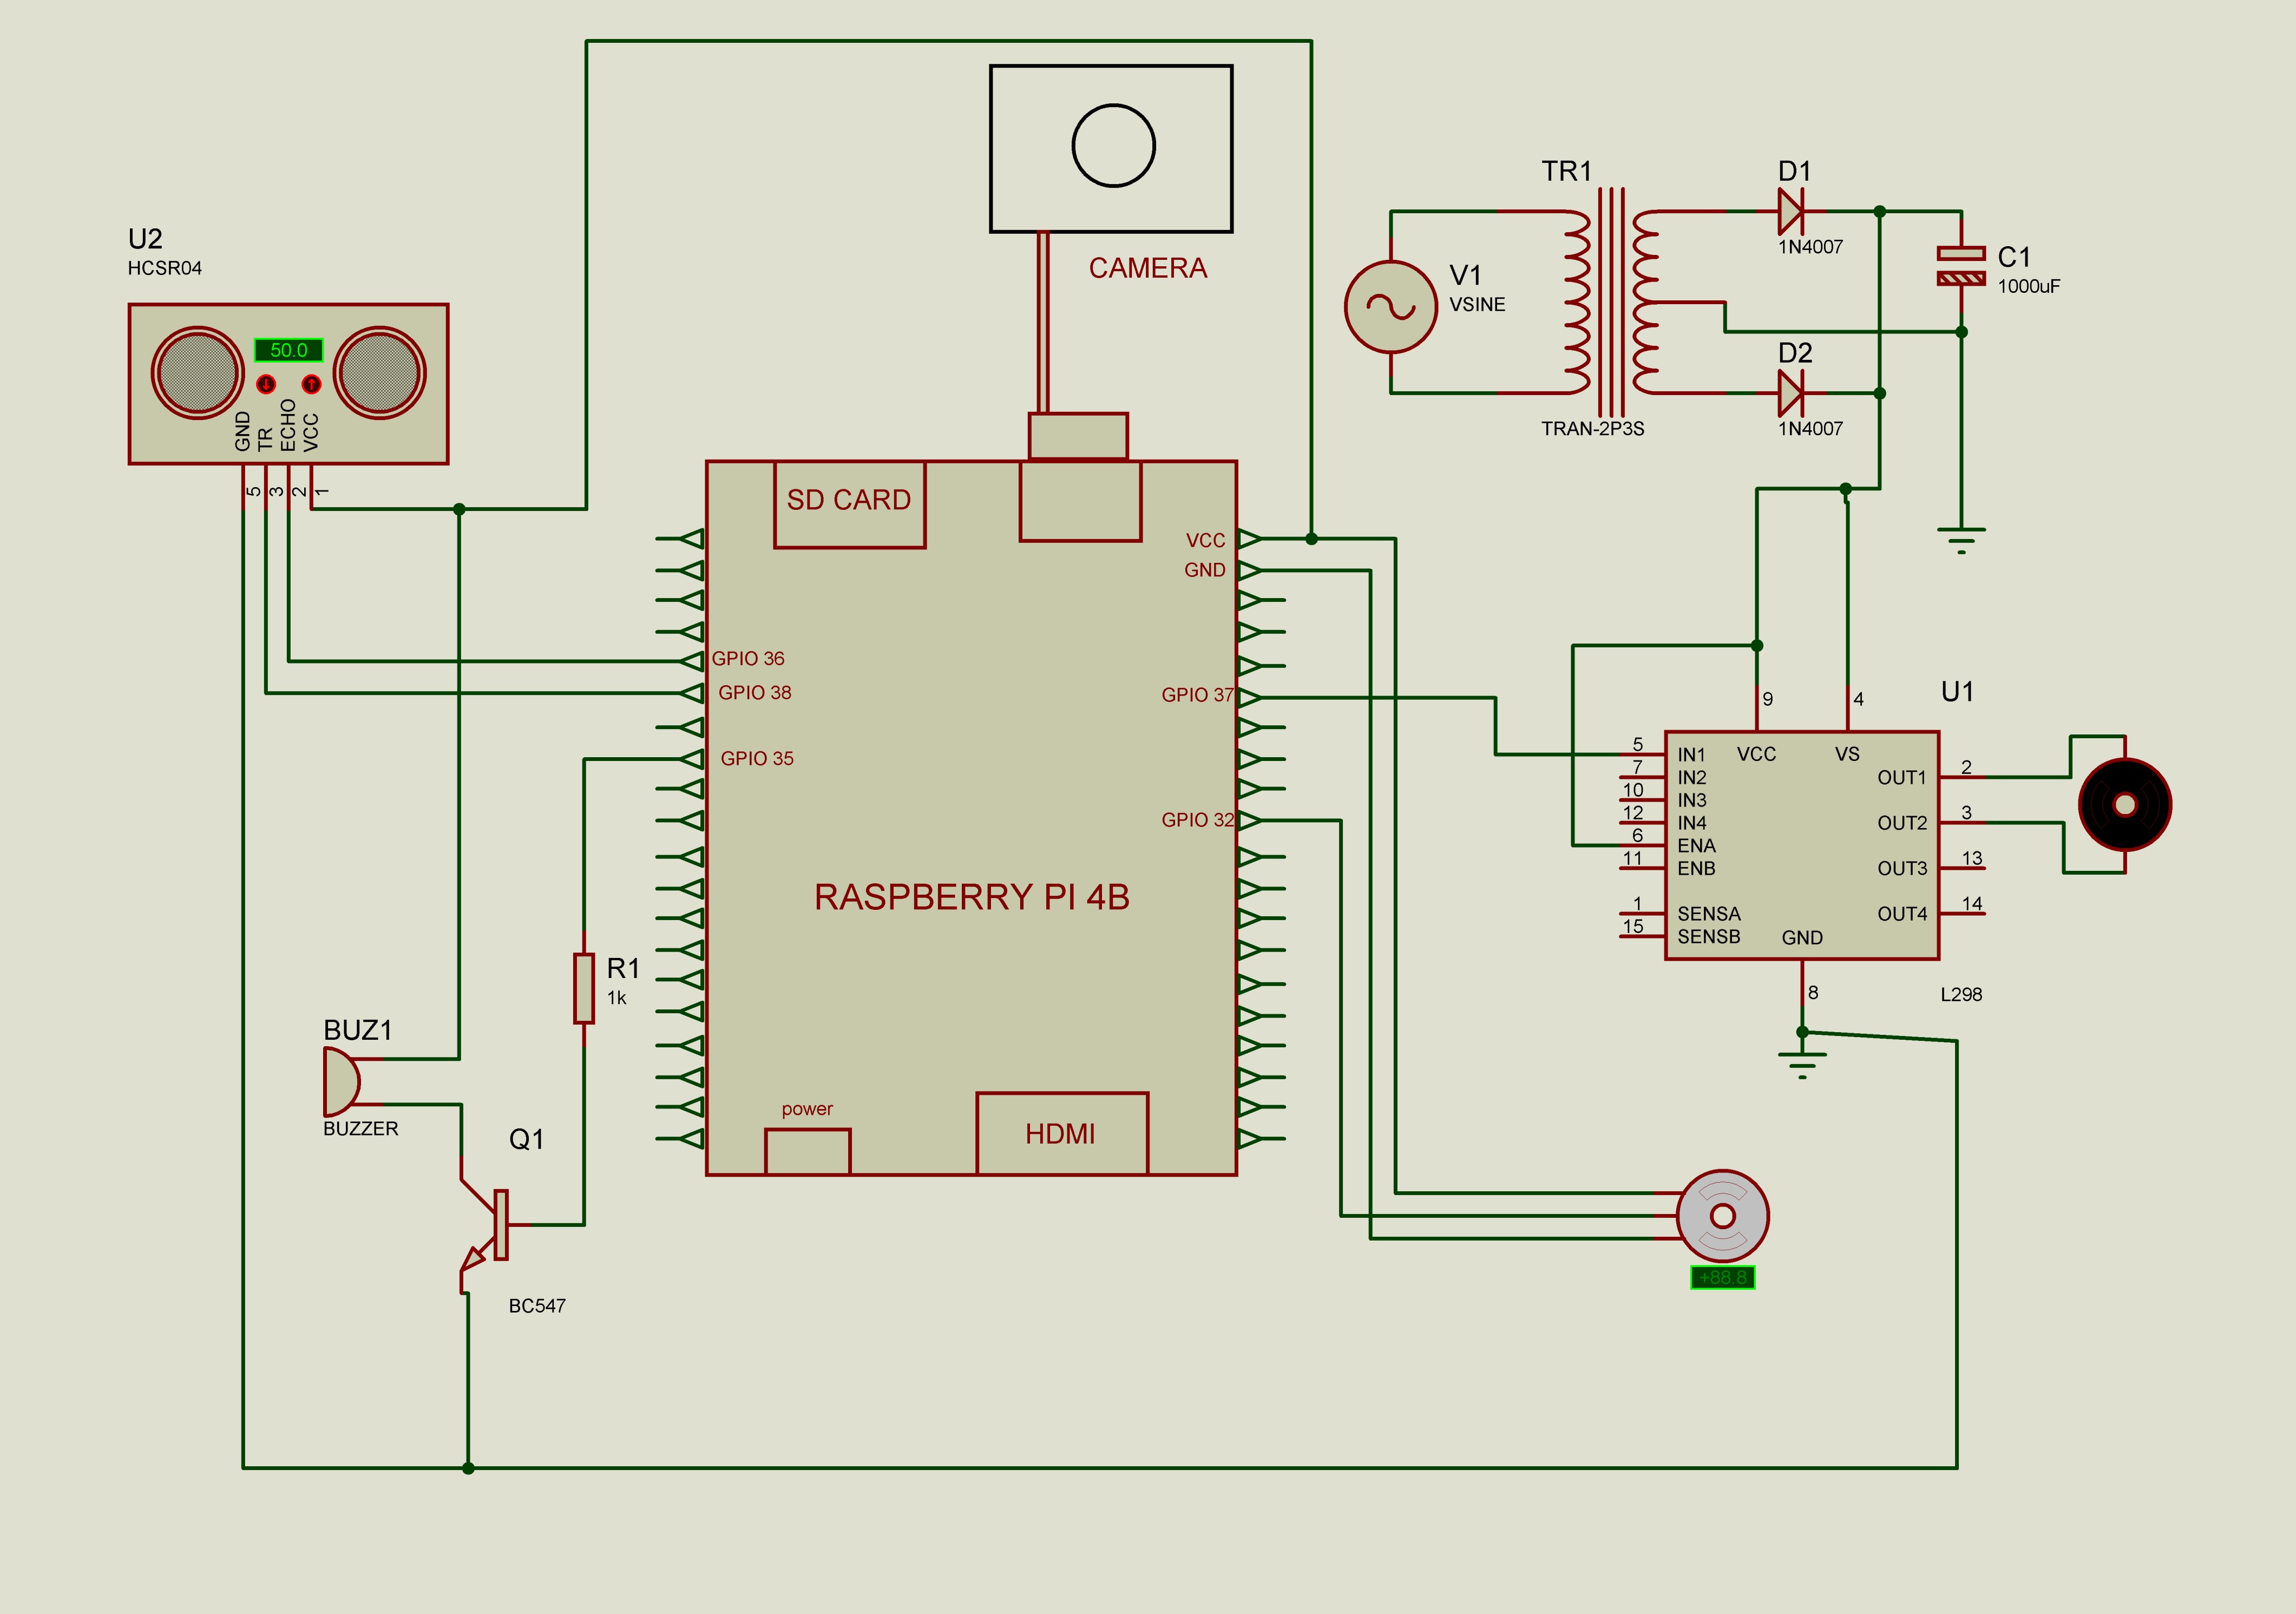 U2
HCSR04
50.0
GND
TR
ECHO
VCC
5
3
2
1
CAMERA
V1
VSINE
TR1
TRAN-2P3S
D1
1N4007
D2
1N4007
C1
1000uF
SD CARD
VCC
GND
GPIO 36
GPIO 38
GPIO 35
GPIO 37
GPIO 32
RASPBERRY PI 4B
power
HDMI
R1
1k
BUZ1
BUZZER
Q1
BC547
U1
L298
9
4
VCC
VS
5 IN1
7 IN2
10 IN3
12 IN4
6 ENA
11 ENB
1 SENSA
15 SENSB
OUT1 2
OUT2 3
OUT3 13
OUT4 14
GND
8
+88.8